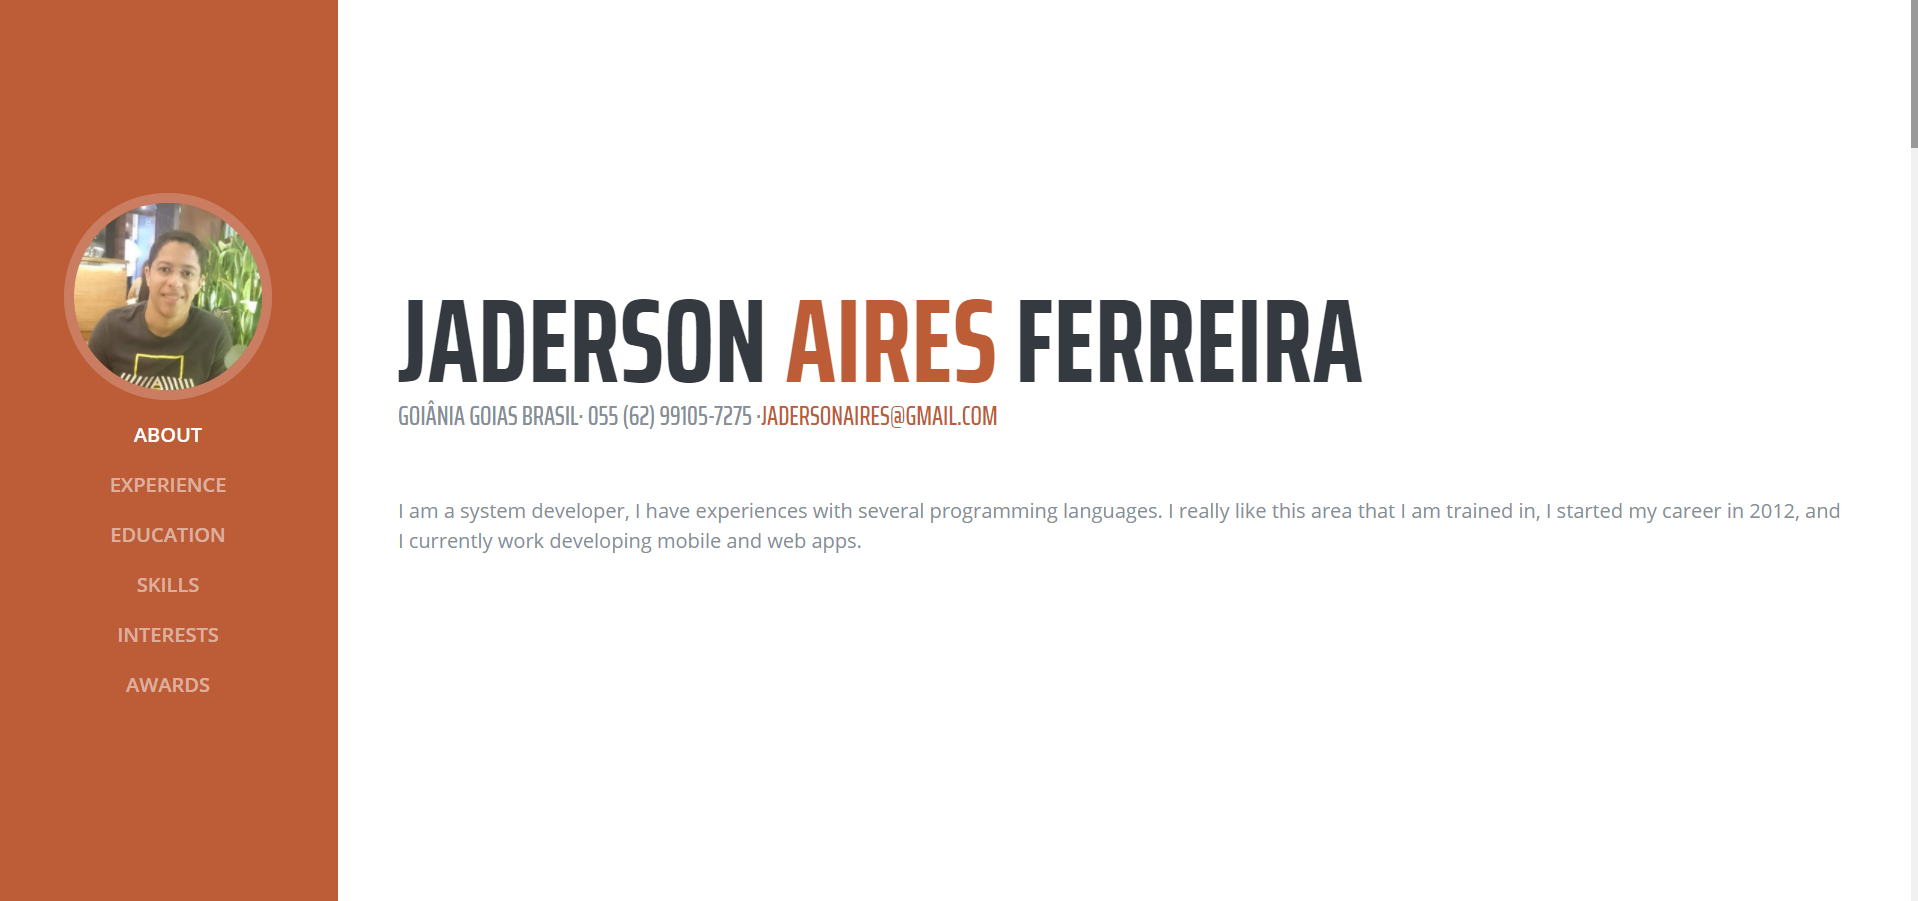 ABOUT
EXPERIENCE
EDUCATION
SKILLS
INTERESTS
AWARDS
JADERSON AIRES FERREIRA
GOIÂNIA GOIAS BRASIL· 055 (62) 99105-7275 ·JADERSONAIRES@GMAIL.COM
I am a system developer, I have experiences with several programming languages. I really like this area that I am trained in, I started my career in 2012, and
I currently work developing mobile and web apps.